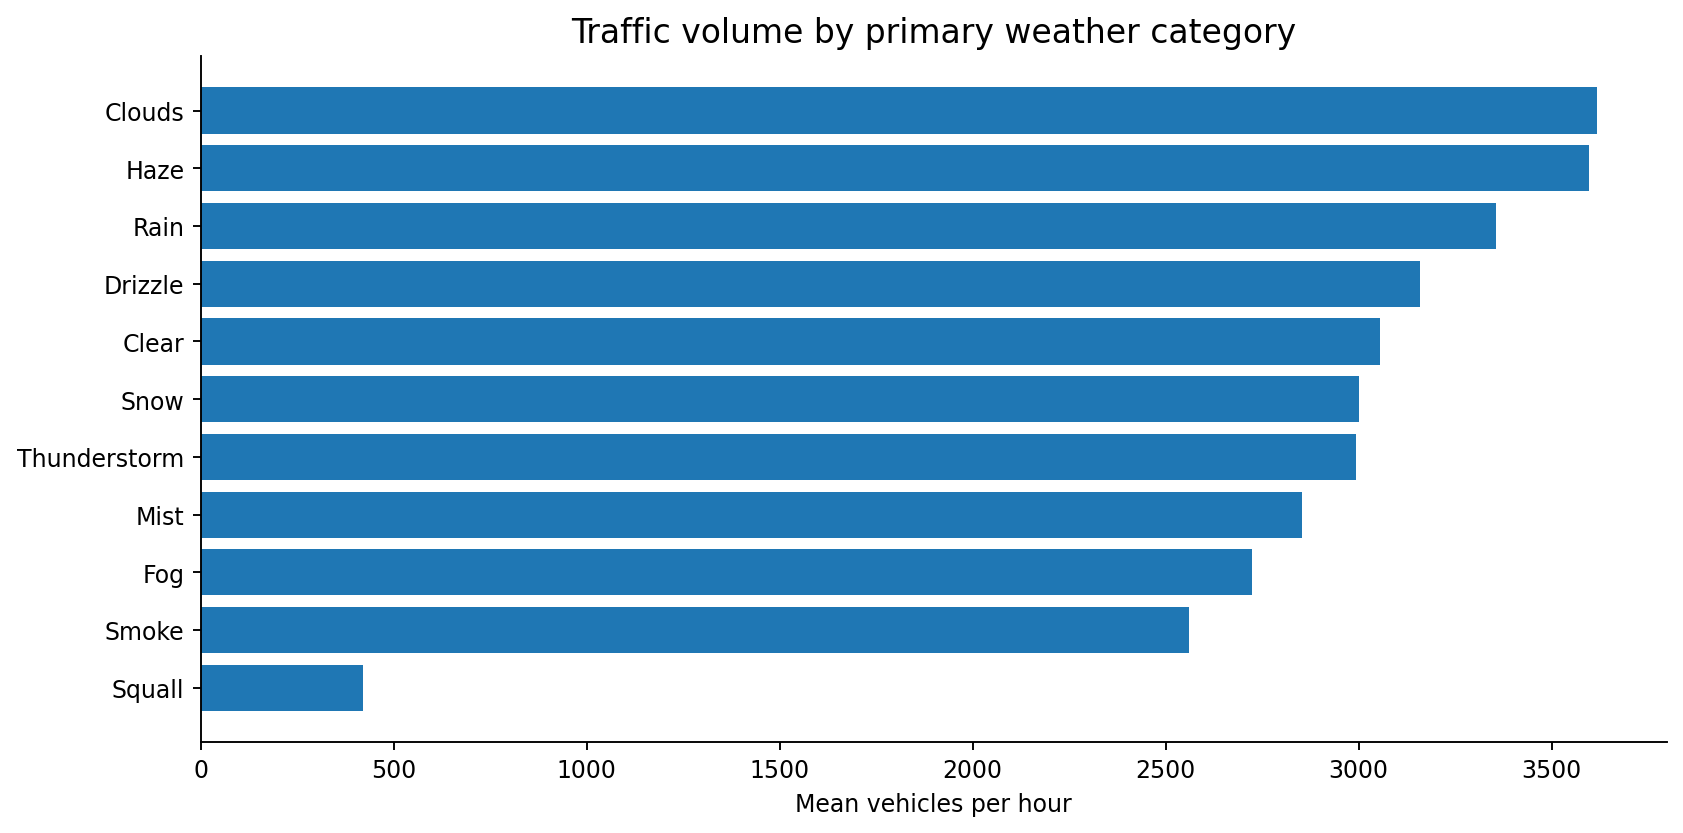 Traffic volume by primary weather category
Clouds
Haze
Rain
Drizzle
Clear
Snow
Thunderstorm
Mist
Fog
Smoke
Squall
0 500 1000 1500 2000 2500 3000 3500
Mean vehicles per hour